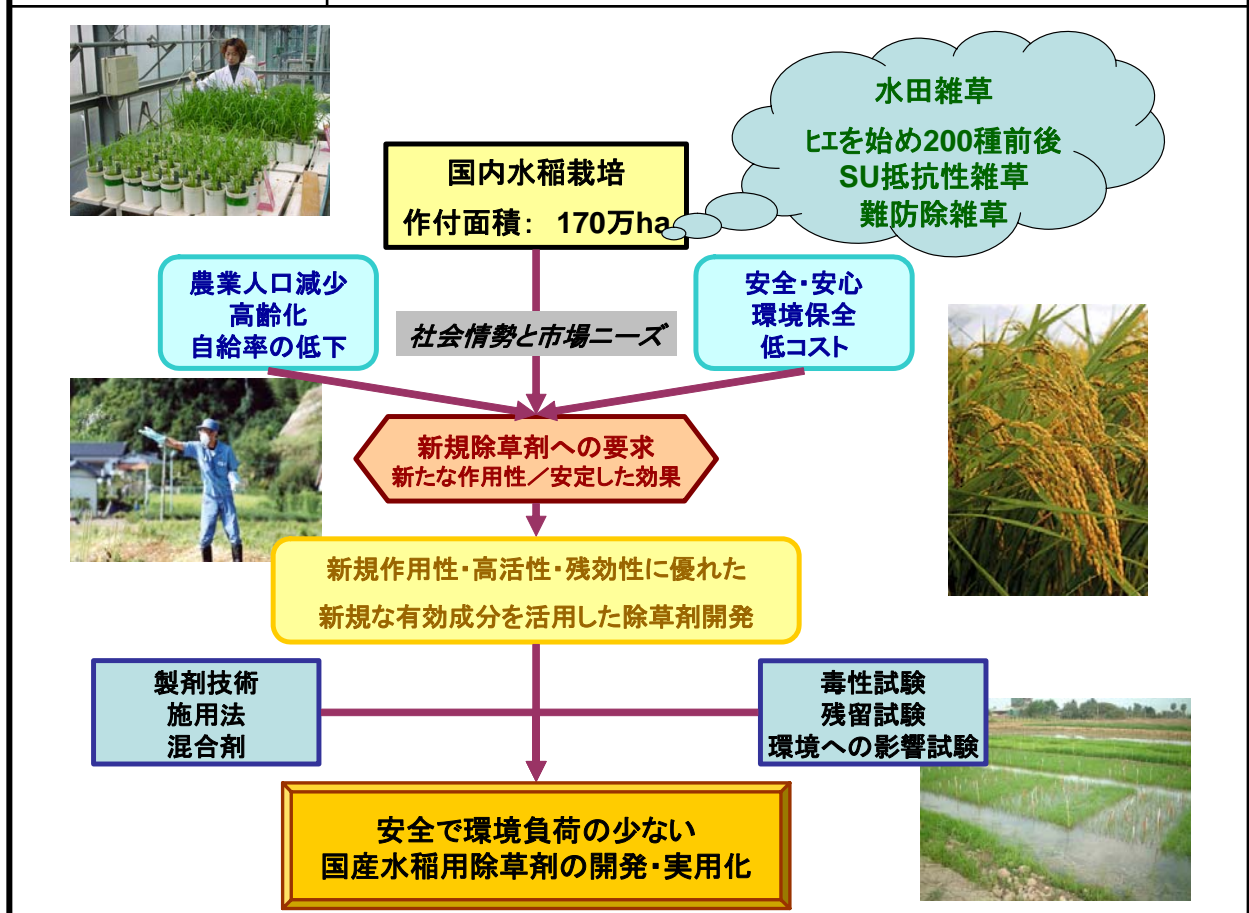 水田雑草
ヒエを始め200種前後
SU抵抗性雑草
難防除雑草
国内水稲栽培
作付面積： 170万ha
農業人口減少
高齢化
自給率の低下
社会情勢と市場ニーズ
安全・安心
環境保全
低コスト
新規除草剤への要求
新たな作用性／安定した効果
新規作用性・高活性・残効性に優れた
新規な有効成分を活用した除草剤開発
製剤技術
施用法
混合剤
毒性試験
残留試験
環境への影響試験
安全で環境負荷の少ない
国産水稲用除草剤の開発・実用化